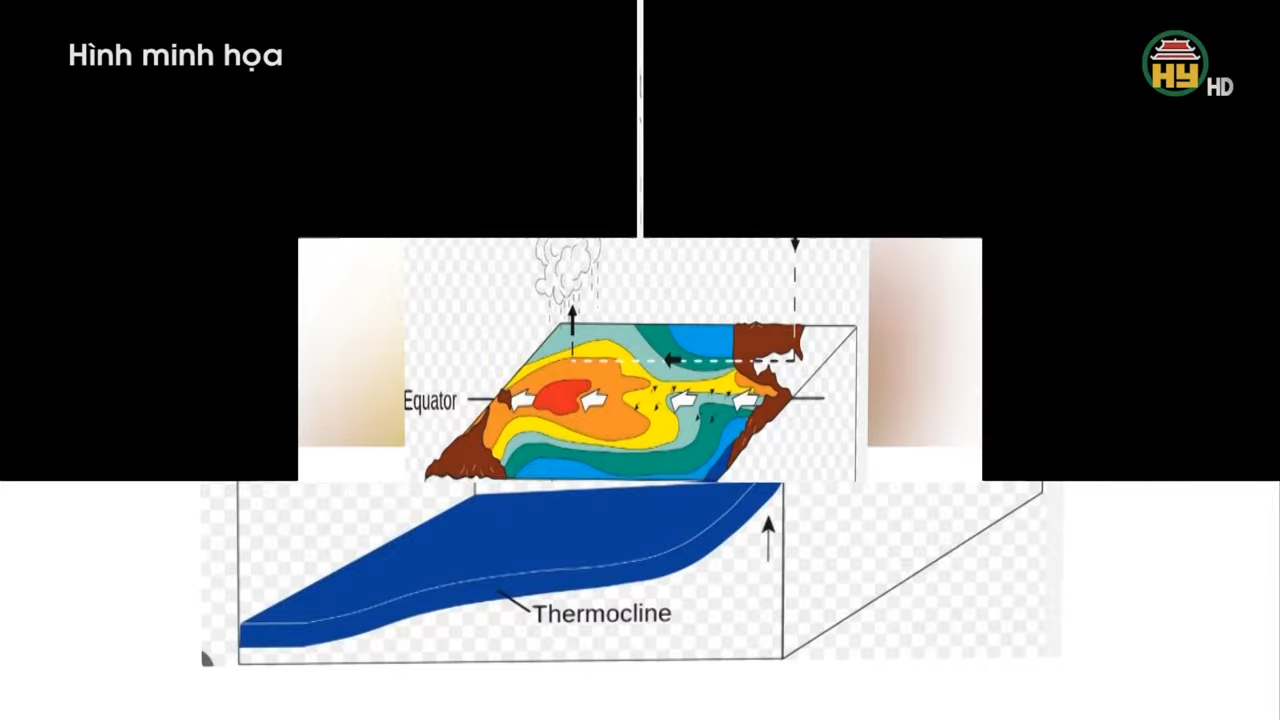 Hình minh họa
HY
HD
Equator
Thermocline